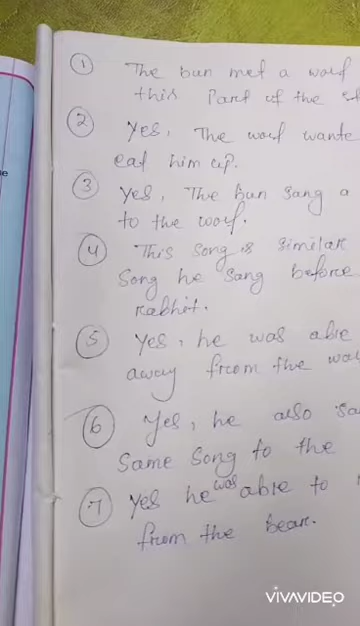 ① The bun met a wolf
this part of the st
② Yes, The wolf wante
eat him up.
③ Yes, The bun sang a
to the wolf.
④ This song is similar
song he sang before
rabbit.
⑤ Yes, he was able
away from the wo
⑥ Yes, he also sa
same song to the
⑦ Yes he was able to
from the bear.
VIVAVIDEO